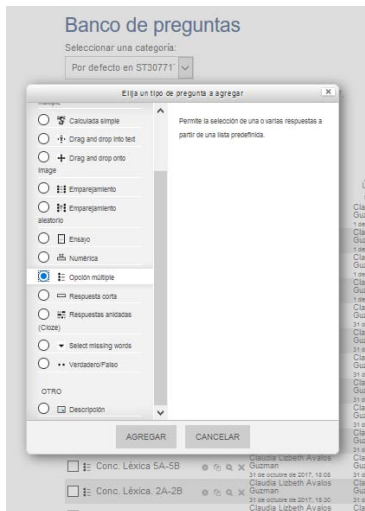 Banco de preguntas
Seleccionar una categoría:
Por defecto en ST30771
Elija un tipo de pregunta a agregar
múltiple
Calculada simple
Drag and drop into text
Drag and drop onto
image
Emparejamiento
Emparejamiento
aleatorio
Ensayo
Numérica
Opción múltiple
Respuesta corta
Respuestas anidadas
(Cloze)
Select missing words
Verdadero/Falso
OTRO
Descripción
Permite la selección de una o varias respuestas a
partir de una lista predefinida.
AGREGAR
CANCELAR
Conc. Léxica 5A-5B
Claudia Lizbeth Avalos
Guzman
31 de octubre de 2017, 18:08
Conc. Léxica. 2A-2B
Claudia Lizbeth Avalos
Guzman
31 de octubre de 2017, 18:30
Claudia Lizbeth Avalos